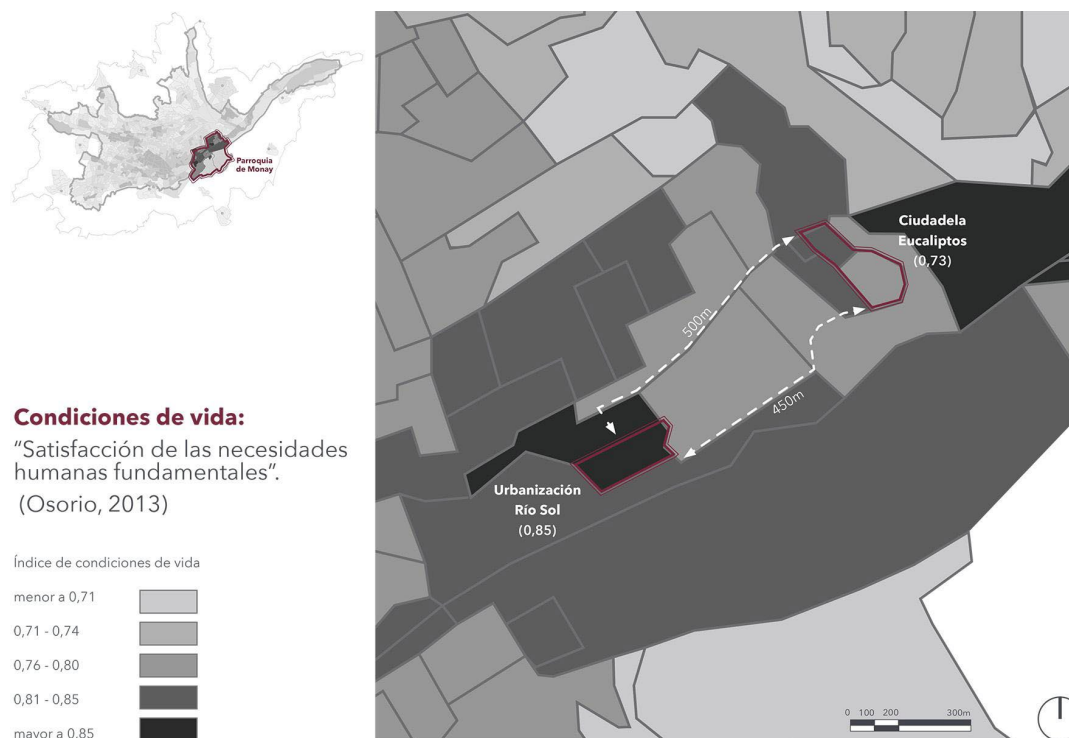 Parroquia
de Monay
Condiciones de vida:
“Satisfacción de las necesidades
humanas fundamentales”.
(Osorio, 2013)
Índice de condiciones de vida
menor a 0,71
0,71 - 0,74
0,76 - 0,80
0,81 - 0,85
mayor a 0,85
Ciudadela
Eucaliptos
(0,73)
500m
450m
Urbanización
Río Sol
(0,85)
0 100 200 300m